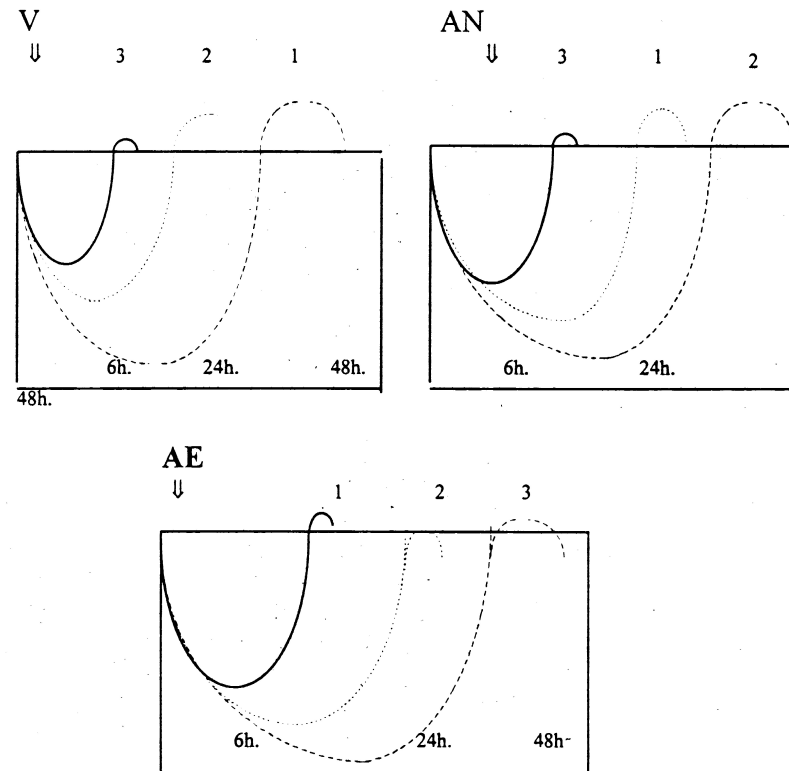 V
⇓ 3 2 1
6h. 24h. 48h.
48h.
AN
⇓ 3 1 2
6h. 24h.
AE
⇓ 1 2 3
6h. 24h. 48h-